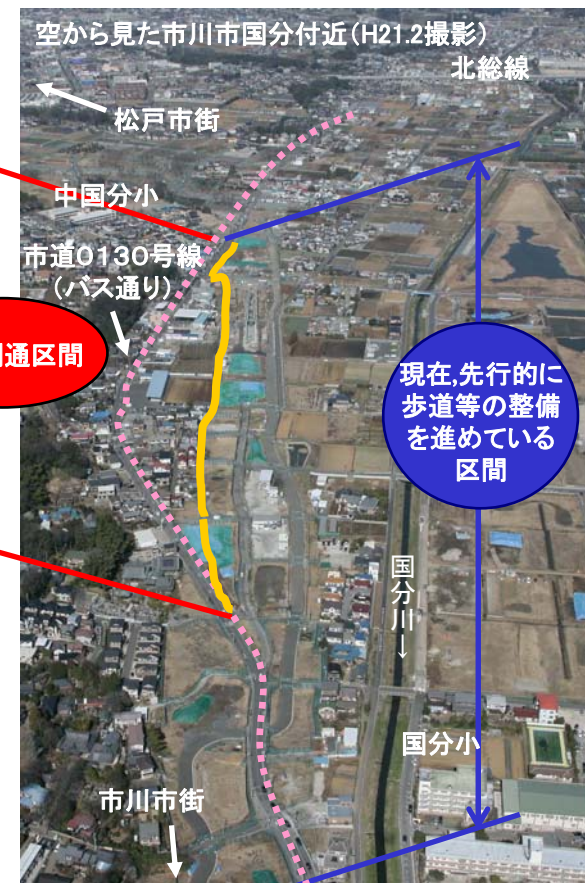 空から見た市川市国分付近(H21.2撮影)
北総線
松戸市街
中国分小
市道0130号線
(バス通り)
通区間
現在,先行的に
歩道等の整備
を進めている
区間
国分川→
国分小
市川市街